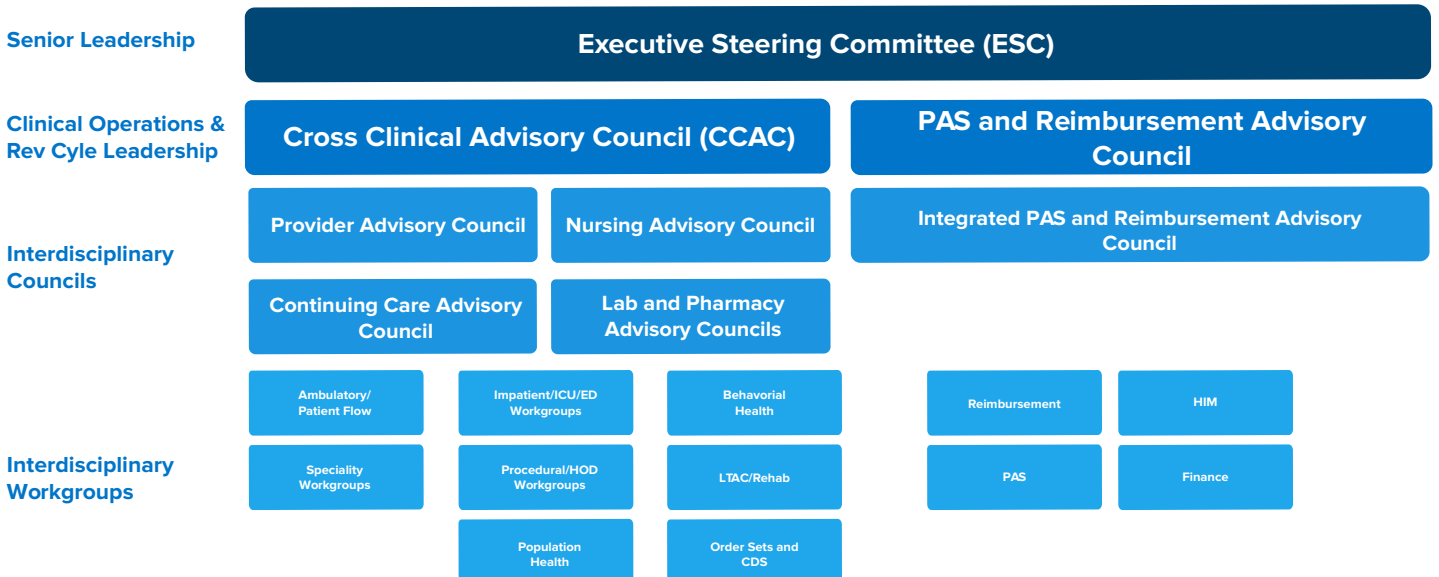 Senior Leadership
Executive Steering Committee (ESC)
Clinical Operations &
Rev Cyle Leadership
Cross Clinical Advisory Council (CCAC)
PAS and Reimbursement Advisory
Council
Interdisciplinary
Councils
Provider Advisory Council
Nursing Advisory Council
Integrated PAS and Reimbursement Advisory
Council
Continuing Care Advisory
Council
Lab and Pharmacy
Advisory Councils
Interdisciplinary
Workgroups
Ambulatory/
Patient Flow
Impatient/ICU/ED
Workgroups
Behavorial
Health
Reimbursement
HIM
Speciality
Workgroups
Procedural/HOD
Workgroups
LTAC/Rehab
PAS
Finance
Population
Health
Order Sets and
CDS